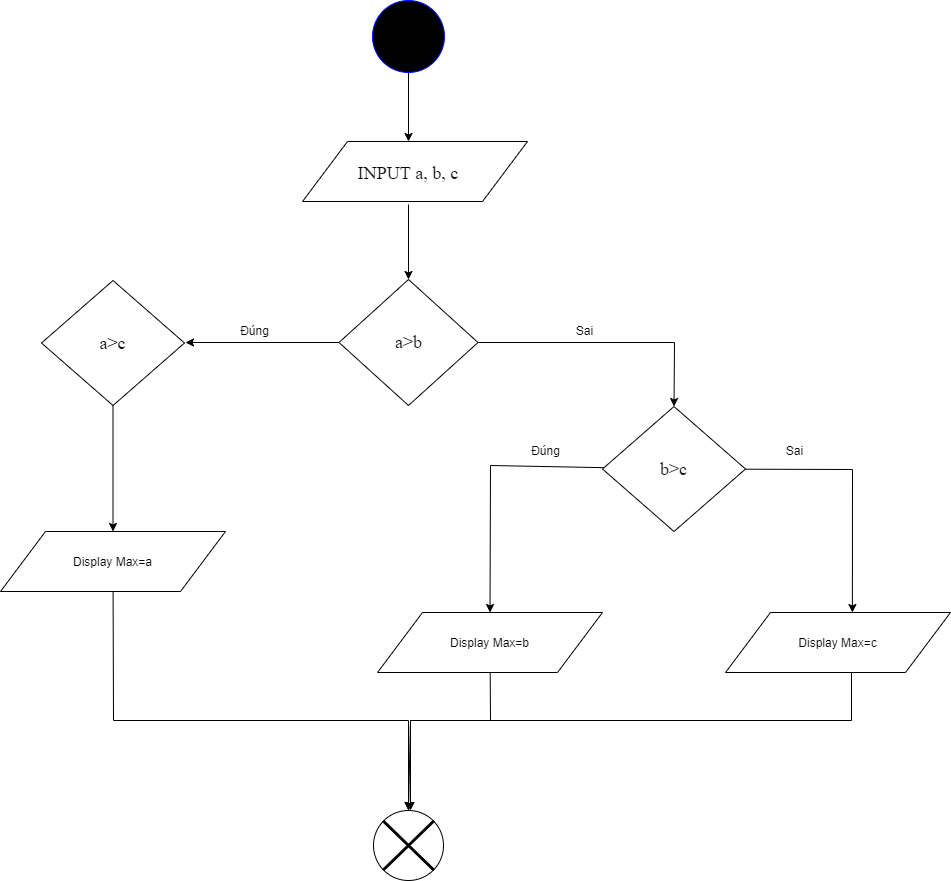 INPUT a, b, c
Đúng
Sai
a>c
a>b
Đúng
Sai
b>c
Display Max=a
Display Max=b
Display Max=c